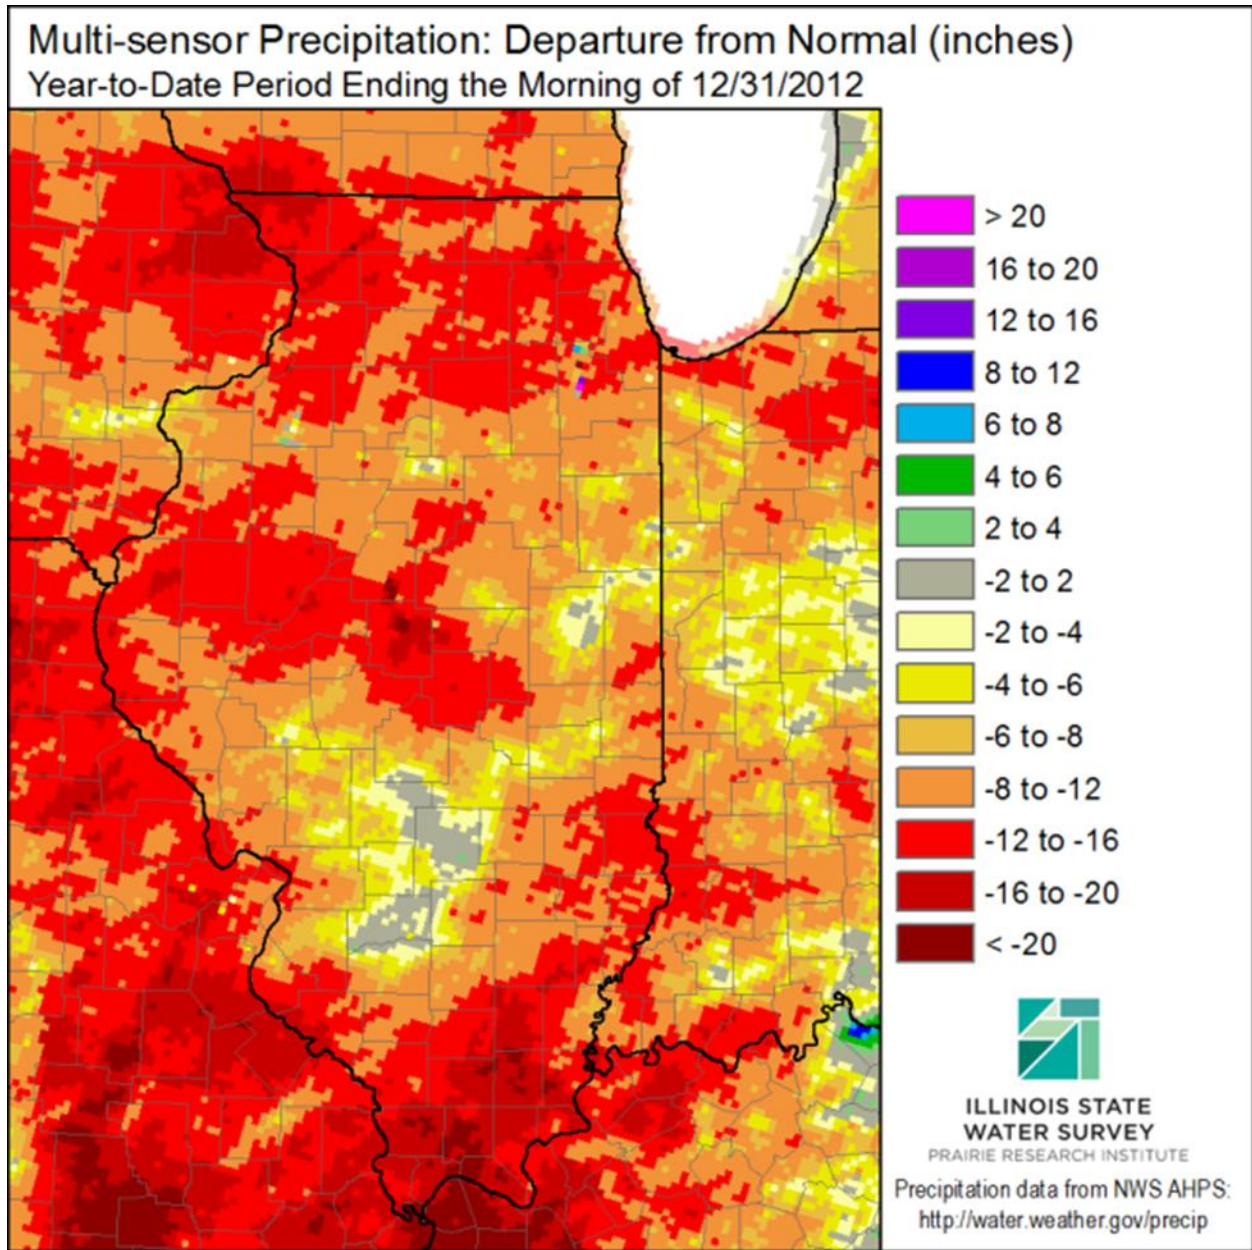 Multi-sensor Precipitation: Departure from Normal (inches)
Year-to-Date Period Ending the Morning of 12/31/2012
> 20
16 to 20
12 to 16
8 to 12
6 to 8
4 to 6
2 to 4
-2 to 2
-2 to -4
-4 to -6
-6 to -8
-8 to -12
-12 to -16
-16 to -20
< -20
ILLINOIS STATE
WATER SURVEY
PRAIRIE RESEARCH INSTITUTE
Precipitation data from NWS AHPS:
http://water.weather.gov/precip